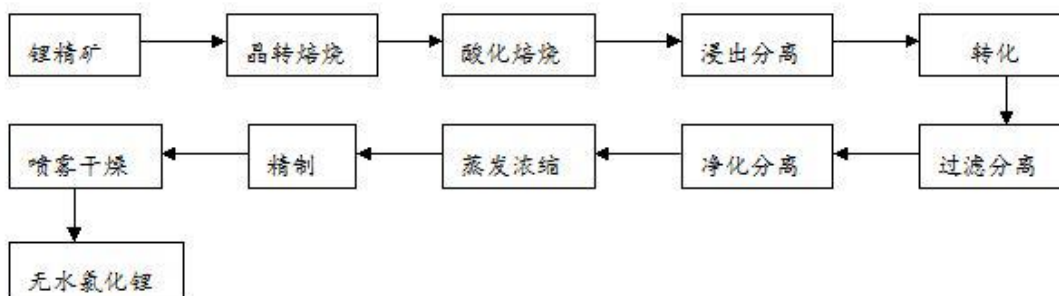 锂精矿
晶转焙烧
酸化焙烧
浸出分离
转化
过滤分离
净化分离
蒸发浓缩
精制
喷雾干燥
无水氯化锂